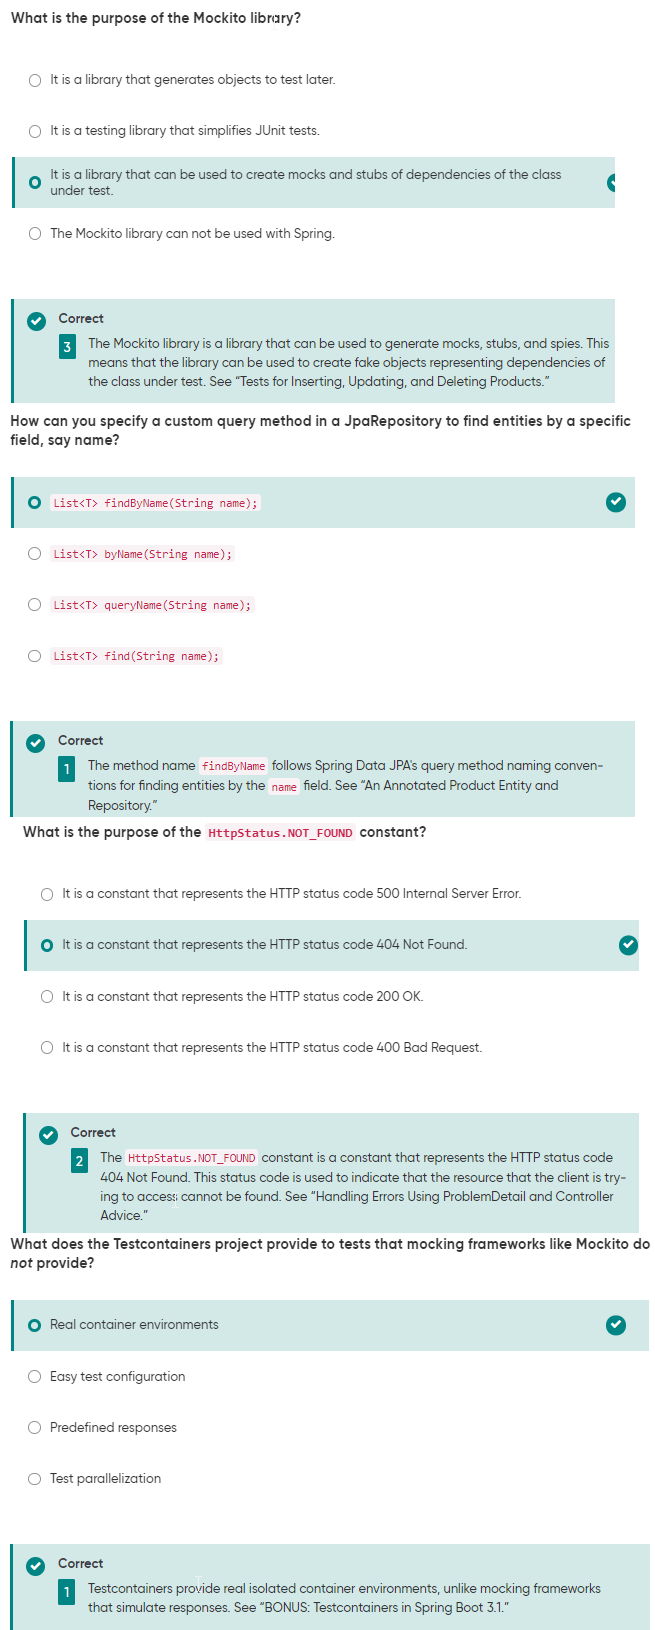 What is the purpose of the Mockito library?
It is a library that generates objects to test later.
It is a testing library that simplifies JUnit tests.
It is a library that can be used to create mocks and stubs of dependencies of the class
under test.
The Mockito library can not be used with Spring.
Correct
3 The Mockito library is a library that can be used to generate mocks, stubs, and spies. This
means that the library can be used to create fake objects representing dependencies of
the class under test. See “Tests for Inserting, Updating, and Deleting Products.”
How can you specify a custom query method in a JpaRepository to find entities by a specific
field, say name?
List<T> findByName(String name);
List<T> byName(String name);
List<T> queryName(String name);
List<T> find(String name);
Correct
1 The method name findByName follows Spring Data JPA's query method naming conven-
tions for finding entities by the name field. See “An Annotated Product Entity and
Repository.”
What is the purpose of the HttpStatus.NOT_FOUND constant?
It is a constant that represents the HTTP status code 500 Internal Server Error.
It is a constant that represents the HTTP status code 404 Not Found.
It is a constant that represents the HTTP status code 200 OK.
It is a constant that represents the HTTP status code 400 Bad Request.
Correct
2 The HttpStatus.NOT_FOUND constant is a constant that represents the HTTP status code
404 Not Found. This status code is used to indicate that the resource that the client is try-
ing to access cannot be found. See “Handling Errors Using ProblemDetail and Controller
Advice.”
What does the Testcontainers project provide to tests that mocking frameworks like Mockito do
not provide?
Real container environments
Easy test configuration
Predefined responses
Test parallelization
Correct
1 Testcontainers provide real isolated container environments, unlike mocking frameworks
that simulate responses. See “BONUS: Testcontainers in Spring Boot 3.1.”